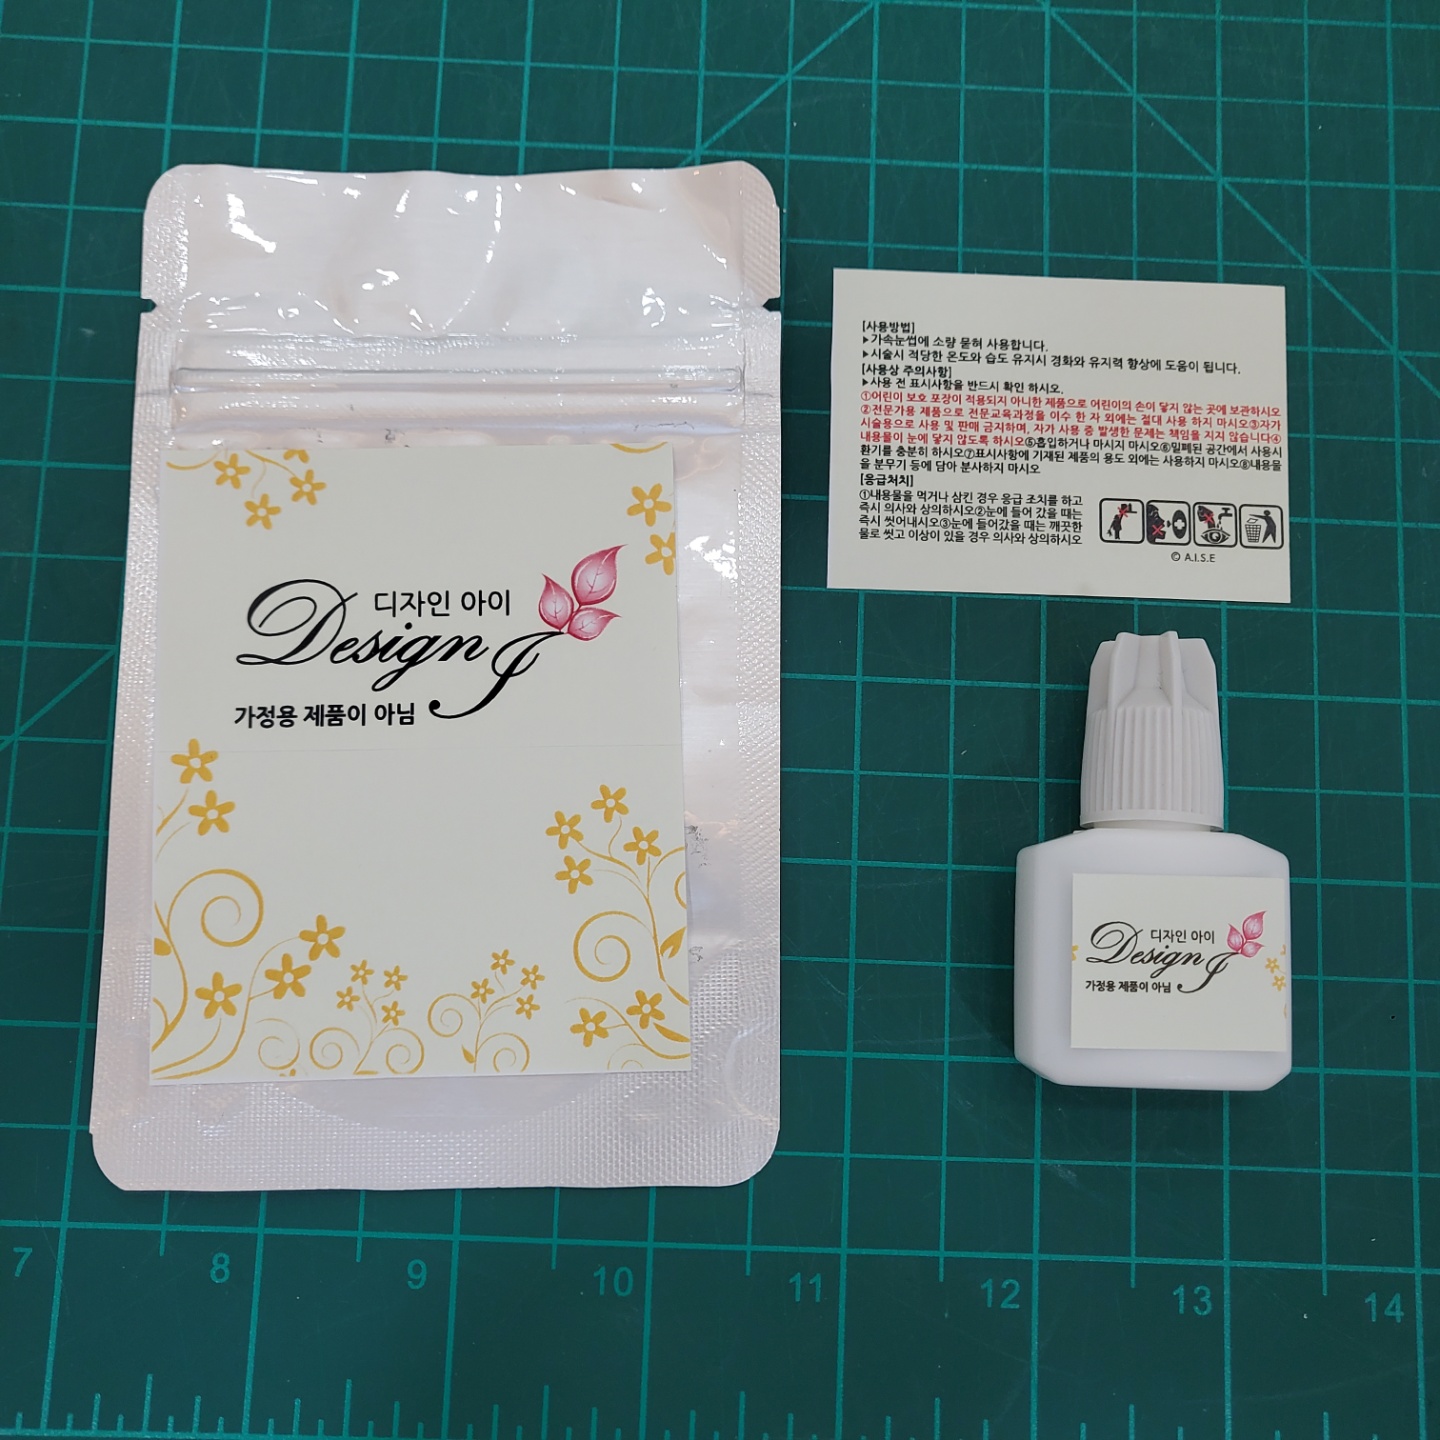 디자인 아이
Design J
가정용 제품이 아님
[사용방법]
▸가속눈썹에 소량 묻혀 사용합니다.
▸시술시 적당한 온도와 습도 유지시 경화와 유지력 향상에 도움이 됩니다.
[사용상 주의사항]
▸사용 전 표시사항을 반드시 확인 하시오.
①어린이 보호 포장이 적용되지 아니한 제품으로 어린이의 손이 닿지 않는 곳에 보관하시오
②전문가용 제품으로 전문교육과정을 이수 한 자 외에는 절대 사용 하지 마시오③자가
시술용으로 사용 및 판매 금지하며, 자가 사용 중 발생한 문제는 책임을 지지 않습니다④
내용물이 눈에 닿지 않도록 하시오⑤흡입하거나 마시지 마시오⑥밀폐된 공간에서 사용시
환기를 충분히 하시오⑦표시사항에 기재된 제품의 용도 외에는 사용하지 마시오⑧내용물
을 분무기 등에 담아 분사하지 마시오
[응급처치]
①내용물을 먹거나 삼킨 경우 응급 조치를 하고
즉시 의사와 상의하시오②눈에 들어 갔을 때는
즉시 씻어내시오③눈에 들어갔을 때는 깨끗한
물로 씻고 이상이 있을 경우 의사와 상의하시오
© A.I.S.E
디자인 아이
Design J
가정용 제품이 아님
7 8 9 10 11 12 13 14